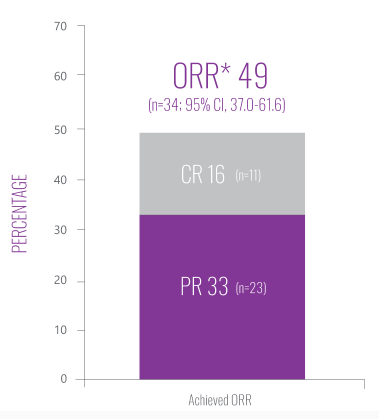 70
ORR* 49
60
(n=34; 95% CI, 37.0-61.6)
50
CR 16 (n=11)
40
PERCENTAGE
30
PR 33 (n=23)
20
10
0
Achieved ORR